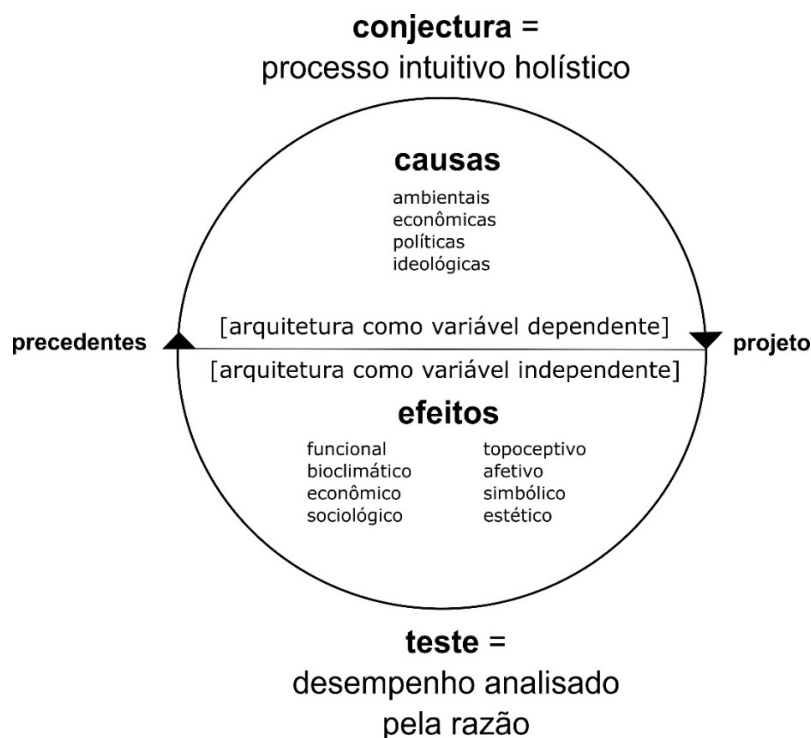 conjectura =
processo intuitivo holístico
causas
ambientais
econômicas
políticas
ideológicas
[arquitetura como variável dependente]
precedentes
projeto
[arquitetura como variável independente]
efeitos
funcional
bioclimático
econômico
sociológico
topoceptivo
afetivo
simbólico
estético
teste =
desempenho analisado
pela razão